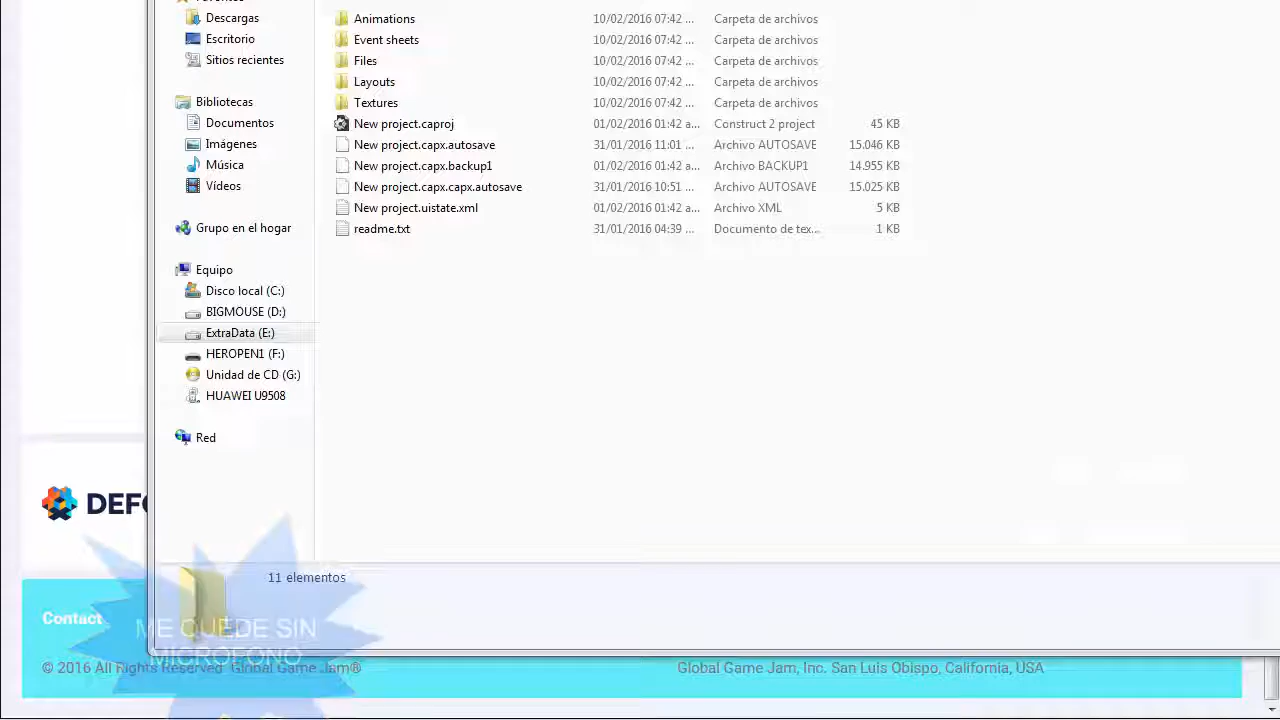 Animations 10/02/2016 07:42 ... Carpeta de archivos
Descargas
Escritorio
Event sheets 10/02/2016 07:42 ... Carpeta de archivos
Sitios recientes
Files 10/02/2016 07:42 ... Carpeta de archivos
Layouts 10/02/2016 07:42 ... Carpeta de archivos
Bibliotecas
Textures 10/02/2016 07:42 ... Carpeta de archivos
Documentos
New project.caproj 01/02/2016 01:42 a... Construct 2 project 45 KB
Imágenes
New project.capx.autosave 31/01/2016 11:01 ... Archivo AUTOSAVE 15.046 KB
Música
New project.capx.backup1 01/02/2016 01:42 a... Archivo BACKUP1 14.955 KB
Vídeos
New project.capx.capx.autosave 31/01/2016 10:51 ... Archivo AUTOSAVE 15.025 KB
New project.uistate.xml 01/02/2016 01:42 a... Archivo XML 5 KB
Grupo en el hogar
readme.txt 31/01/2016 04:39 ... Documento de tex... 1 KB
Equipo
Disco local (C:)
BIGMOUSE (D:)
ExtraData (E:)
HEROPEN1 (F:)
Unidad de CD (G:)
HUAWEI U9508
Red
11 elementos
Contact
ME QUEDE SIN
MICROFONO
© 2016 All Rights Reserved Global Game Jam® Global Game Jam, Inc. San Luis Obispo, California, USA